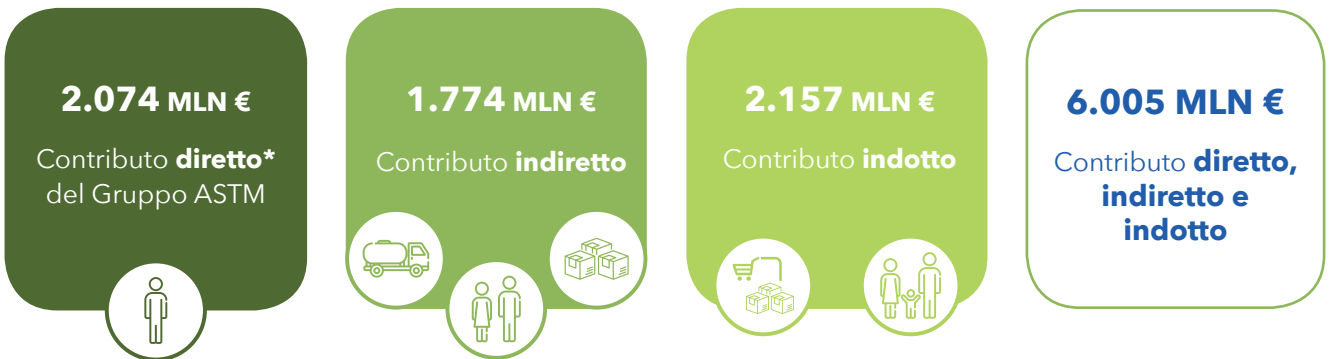 2.074 MLN €
Contributo diretto*
del Gruppo ASTM
1.774 MLN €
Contributo indiretto
2.157 MLN €
Contributo indotto
6.005 MLN €
Contributo diretto,
indiretto e
indotto